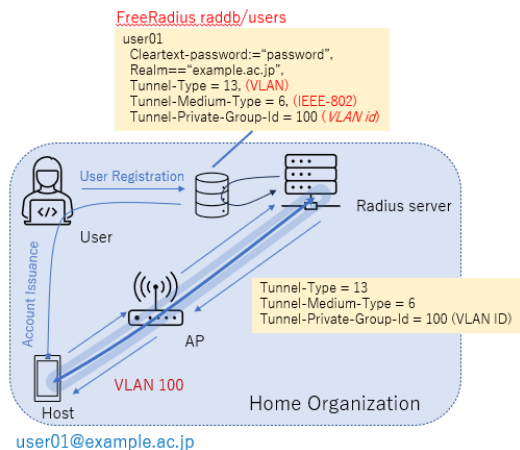 FreeRadius raddb/users
user01
Cleartext-password:=“password”,
Realm==“example.ac.jp”,
Tunnel-Type = 13, (VLAN)
Tunnel-Medium-Type = 6, (IEEE-802)
Tunnel-Private-Group-Id = 100 (VLAN id)
User Registration
</>
User
Radius server
Account Issuance
Tunnel-Type = 13
Tunnel-Medium-Type = 6
Tunnel-Private-Group-Id = 100 (VLAN ID)
AP
VLAN 100
Host
Home Organization
user01@example.ac.jp